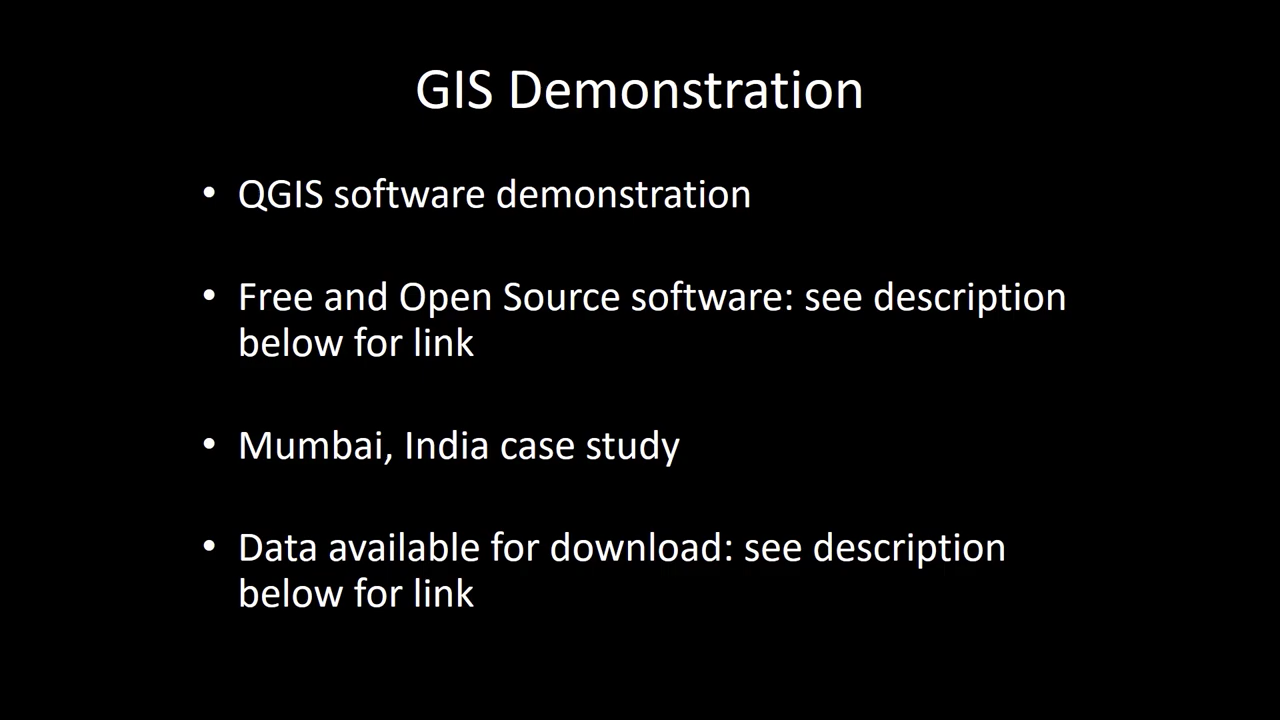 GIS Demonstration
• QGIS software demonstration
• Free and Open Source software: see description
below for link
• Mumbai, India case study
• Data available for download: see description
below for link